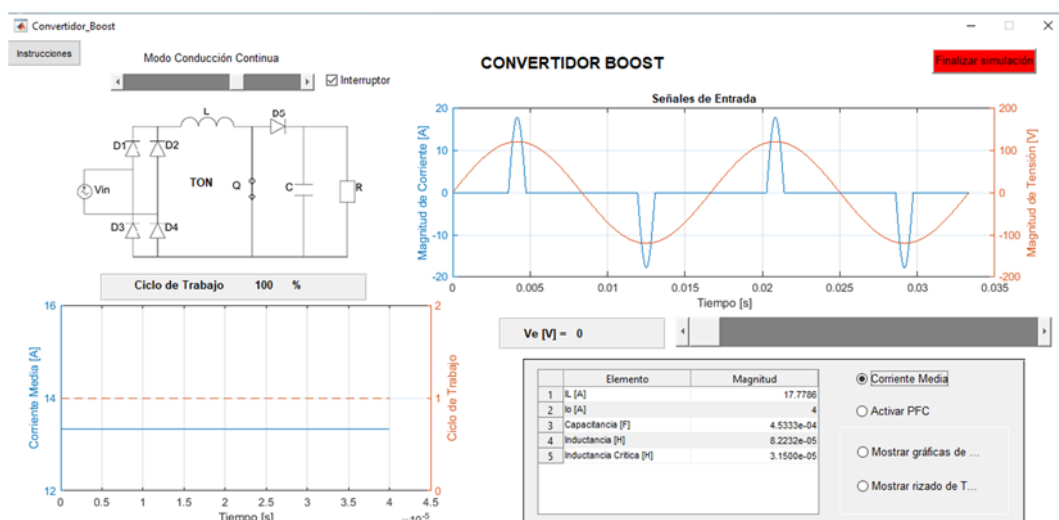 Convertidor_Boost
Instrucciones
Modo Conducción Continua
Interruptor
CONVERTIDOR BOOST
Finalizar simulación
L
D5
D1
D2
TON
Q
C
R
Vin
D3
D4
Ciclo de Trabajo 100 %
16
14
12
Corriente Media [A]
2
1
0
Ciclo de Trabajo
0 0.5 1 1.5 2 2.5 3 3.5 4 4.5
Tiempo [s]
×10-5
Señales de Entrada
20
10
0
-10
-20
Magnitud de Corriente [A]
200
100
0
-100
-200
Magnitud de Tensión [V]
0 0.005 0.01 0.015 0.02 0.025 0.03 0.035
Tiempo [s]
Ve [V] = 0
Elemento Magnitud
1 IL [A] 17.7786
2 Io [A] 4
3 Capacitancia [F] 4.5333e-04
4 Inductancia [H] 8.2232e-05
5 Inductancia Critica [H] 3.1500e-05
Corriente Media
Activar PFC
Mostrar gráficas de ...
Mostrar rizado de T...